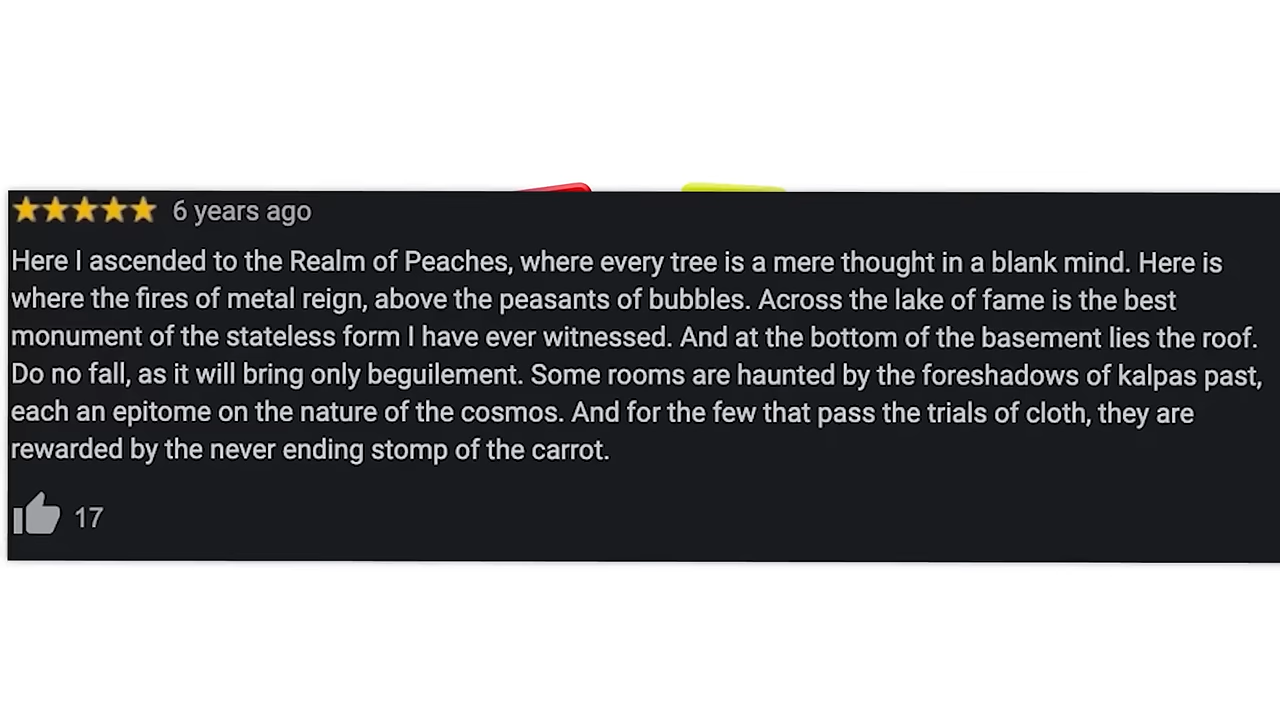 6 years ago
Here I ascended to the Realm of Peaches, where every tree is a mere thought in a blank mind. Here is
where the fires of metal reign, above the peasants of bubbles. Across the lake of fame is the best
monument of the stateless form I have ever witnessed. And at the bottom of the basement lies the roof.
Do no fall, as it will bring only beguilement. Some rooms are haunted by the foreshadows of kalpas past,
each an epitome on the nature of the cosmos. And for the few that pass the trials of cloth, they are
rewarded by the never ending stomp of the carrot.
17